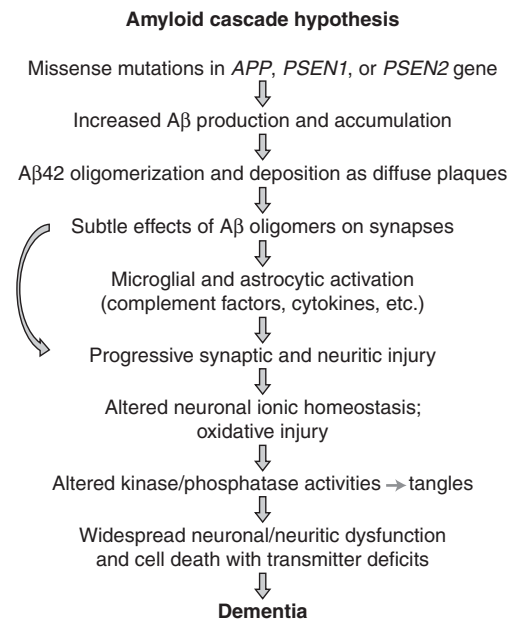 Amyloid cascade hypothesis
Missense mutations in APP, PSEN1, or PSEN2 gene
Increased Aβ production and accumulation
Aβ42 oligomerization and deposition as diffuse plaques
Subtle effects of Aβ oligomers on synapses
Microglial and astrocytic activation
(complement factors, cytokines, etc.)
Progressive synaptic and neuritic injury
Altered neuronal ionic homeostasis;
oxidative injury
Altered kinase/phosphatase activities → tangles
Widespread neuronal/neuritic dysfunction
and cell death with transmitter deficits
Dementia